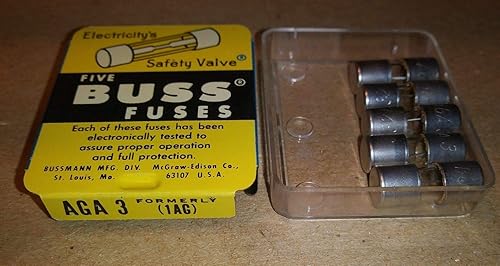 Electricity's
Safety Valve®
FIVE
BUSS®
FUSES
Each of these fuses has been
electronically tested to
assure proper operation
and full protection.
BUSSMANN MFG. DIV. McGraw-Edison Co.,
St. Louis, Mo. 63107 U.S.A.
AGA 3 FORMERLY
(1AG)